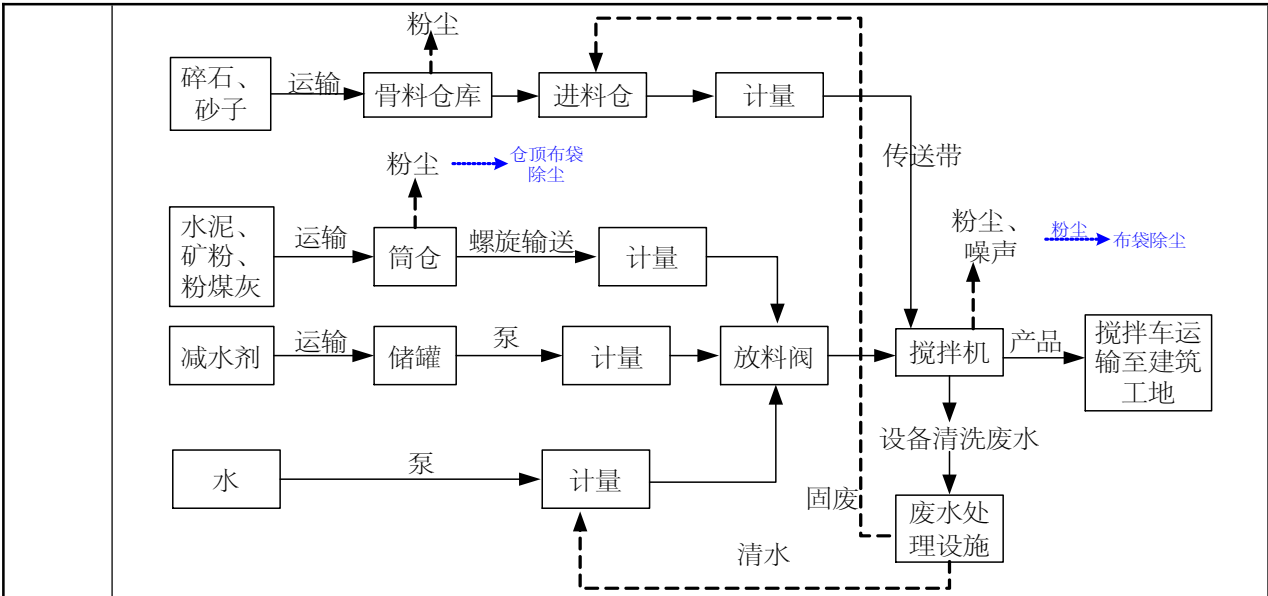 粉尘
碎石、
砂子
运输
骨料仓库
进料仓
计量
传送带
粉尘
仓顶布袋
除尘
水泥、
矿粉、
粉煤灰
运输
筒仓
螺旋输送
计量
粉尘、
噪声
粉尘
布袋除尘
减水剂
运输
储罐
泵
计量
放料阀
搅拌机
产品
搅拌车运
输至建筑
工地
设备清洗废水
水
泵
计量
固废
废水处
理设施
清水